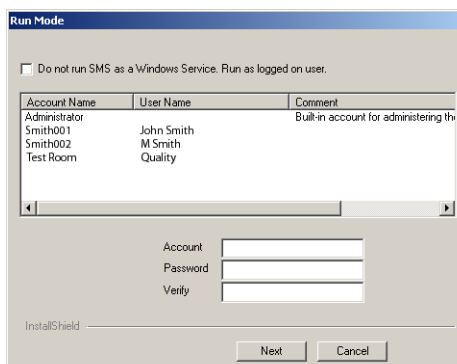 Run Mode
Do not run SMS as a Windows Service. Run as logged on user.
Account Name User Name Comment
Administrator Built-in account for administering the
Smith001 John Smith
Smith002 M Smith
Test Room Quality
Account
Password
Verify
InstallShield
Next Cancel